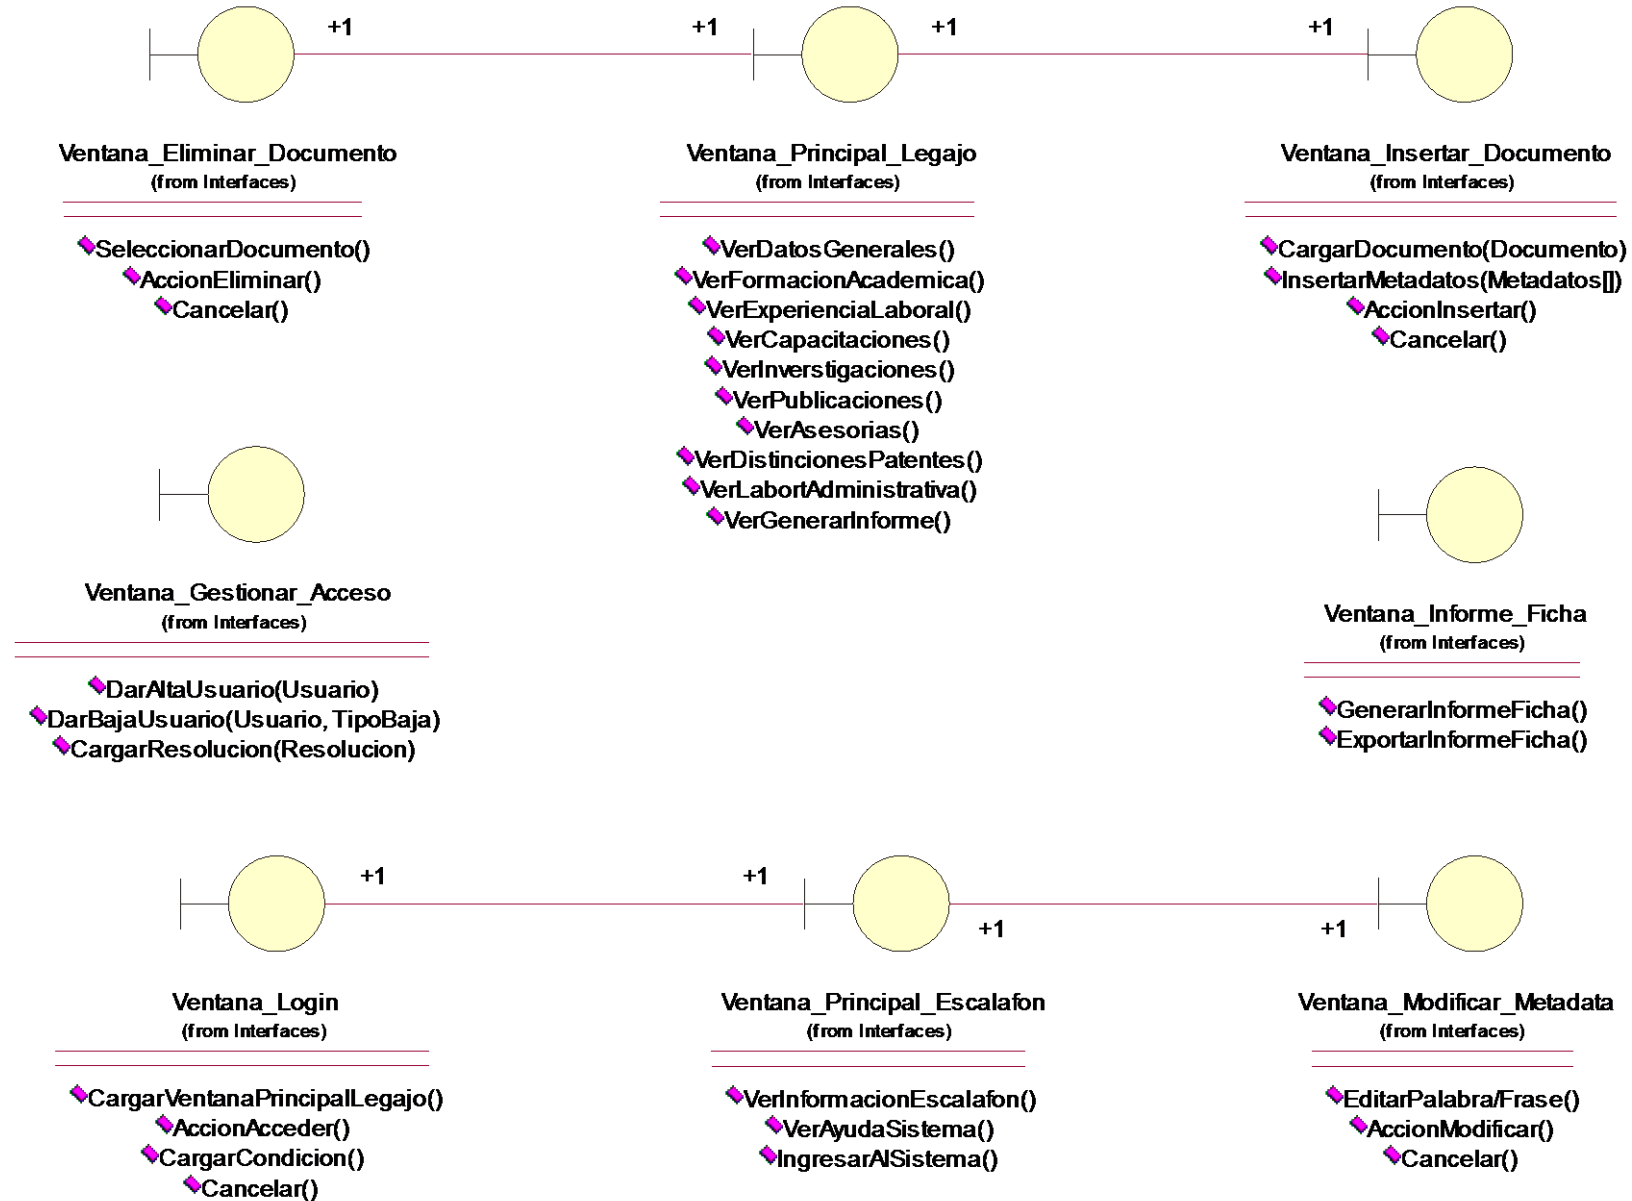 +1
+1
+1
+1
Ventana_Eliminar_Documento
(from Interfaces)
SeleccionarDocumento()
AccionEliminar()
Cancelar()
Ventana_Principal_Legajo
(from Interfaces)
VerDatosGenerales()
VerFormacionAcademica()
VerExperienciaLaboral()
VerCapacitaciones()
VerInverstigaciones()
VerPublicaciones()
VerAsesorias()
VerDistincionesPatentes()
VerLabortAdministrativa()
VerGenerarInforme()
Ventana_Insertar_Documento
(from Interfaces)
CargarDocumento(Documento)
InsertarMetadatos(Metadatos[])
AccionInsertar()
Cancelar()
Ventana_Gestionar_Acceso
(from Interfaces)
DarAltaUsuario(Usuario)
DarBajaUsuario(Usuario, TipoBaja)
CargarResolucion(Resolucion)
Ventana_Informe_Ficha
(from Interfaces)
GenerarInformeFicha()
ExportarInformeFicha()
+1
+1
+1
+1
Ventana_Login
(from Interfaces)
CargarVentanaPrincipalLegajo()
AccionAcceder()
CargarCondicion()
Cancelar()
Ventana_Principal_Escalafon
(from Interfaces)
VerInformacionEscalafon()
VerAyudaSistema()
IngresarAlSistema()
Ventana_Modificar_Metadata
(from Interfaces)
EditarPalabra/Frase()
AccionModificar()
Cancelar()